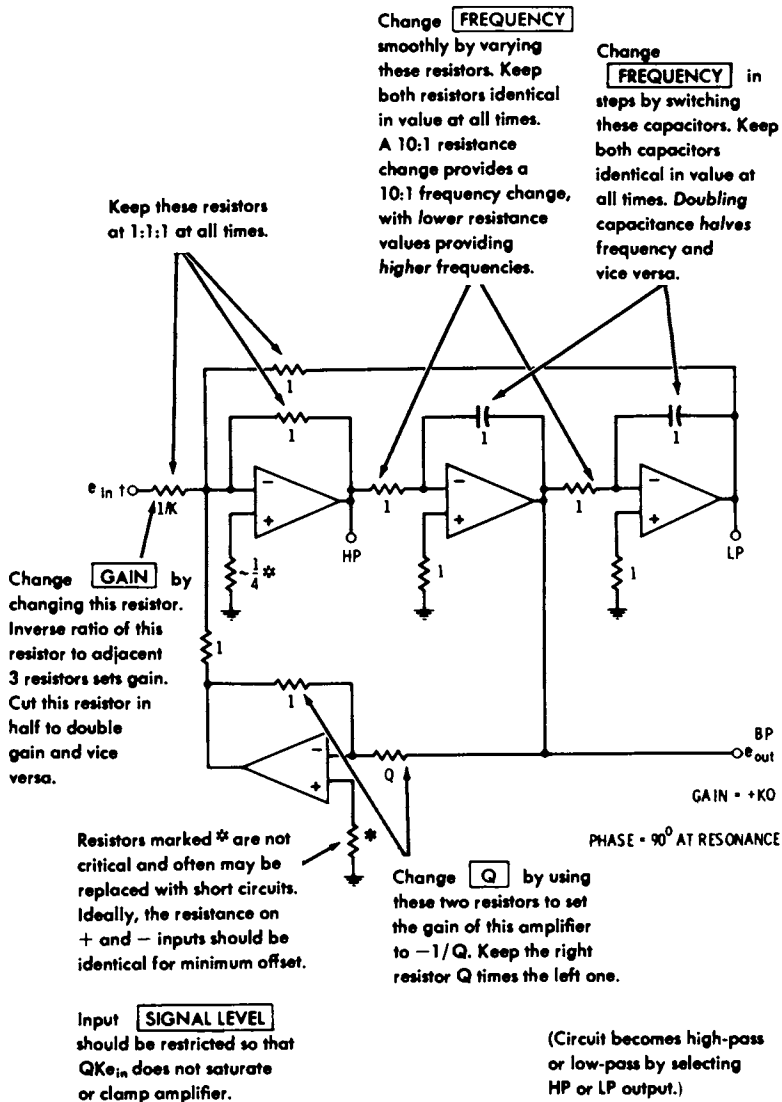 Change FREQUENCY
smoothly by varying
these resistors. Keep
both resistors identical
in value at all times.
A 10:1 resistance
change provides a
10:1 frequency change,
with lower resistance
values providing
higher frequencies.
Change
FREQUENCY in
steps by switching
these capacitors. Keep
both capacitors
identical in value at
all times. Doubling
capacitance halves
frequency and
vice versa.
Keep these resistors
at 1:1:1 at all times.
1
1
1
1
e in †
1/K
−
+
HP
1
−
+
1
−
+
LP
~1/4 *
1
1
Change GAIN by
changing this resistor.
Inverse ratio of this
resistor to adjacent
3 resistors sets gain.
Cut this resistor in
half to double
gain and vice
versa.
1
1
−
+
Q
*
BP
e out
GAIN = +KQ
PHASE = 90° AT RESONANCE
Resistors marked * are not
critical and often may be
replaced with short circuits.
Ideally, the resistance on
+ and − inputs should be
identical for minimum offset.
Change Q by using
these two resistors to set
the gain of this amplifier
to −1/Q. Keep the right
resistor Q times the left one.
Input SIGNAL LEVEL
should be restricted so that
QKein does not saturate
or clamp amplifier.
(Circuit becomes high-pass
or low-pass by selecting
HP or LP output.)